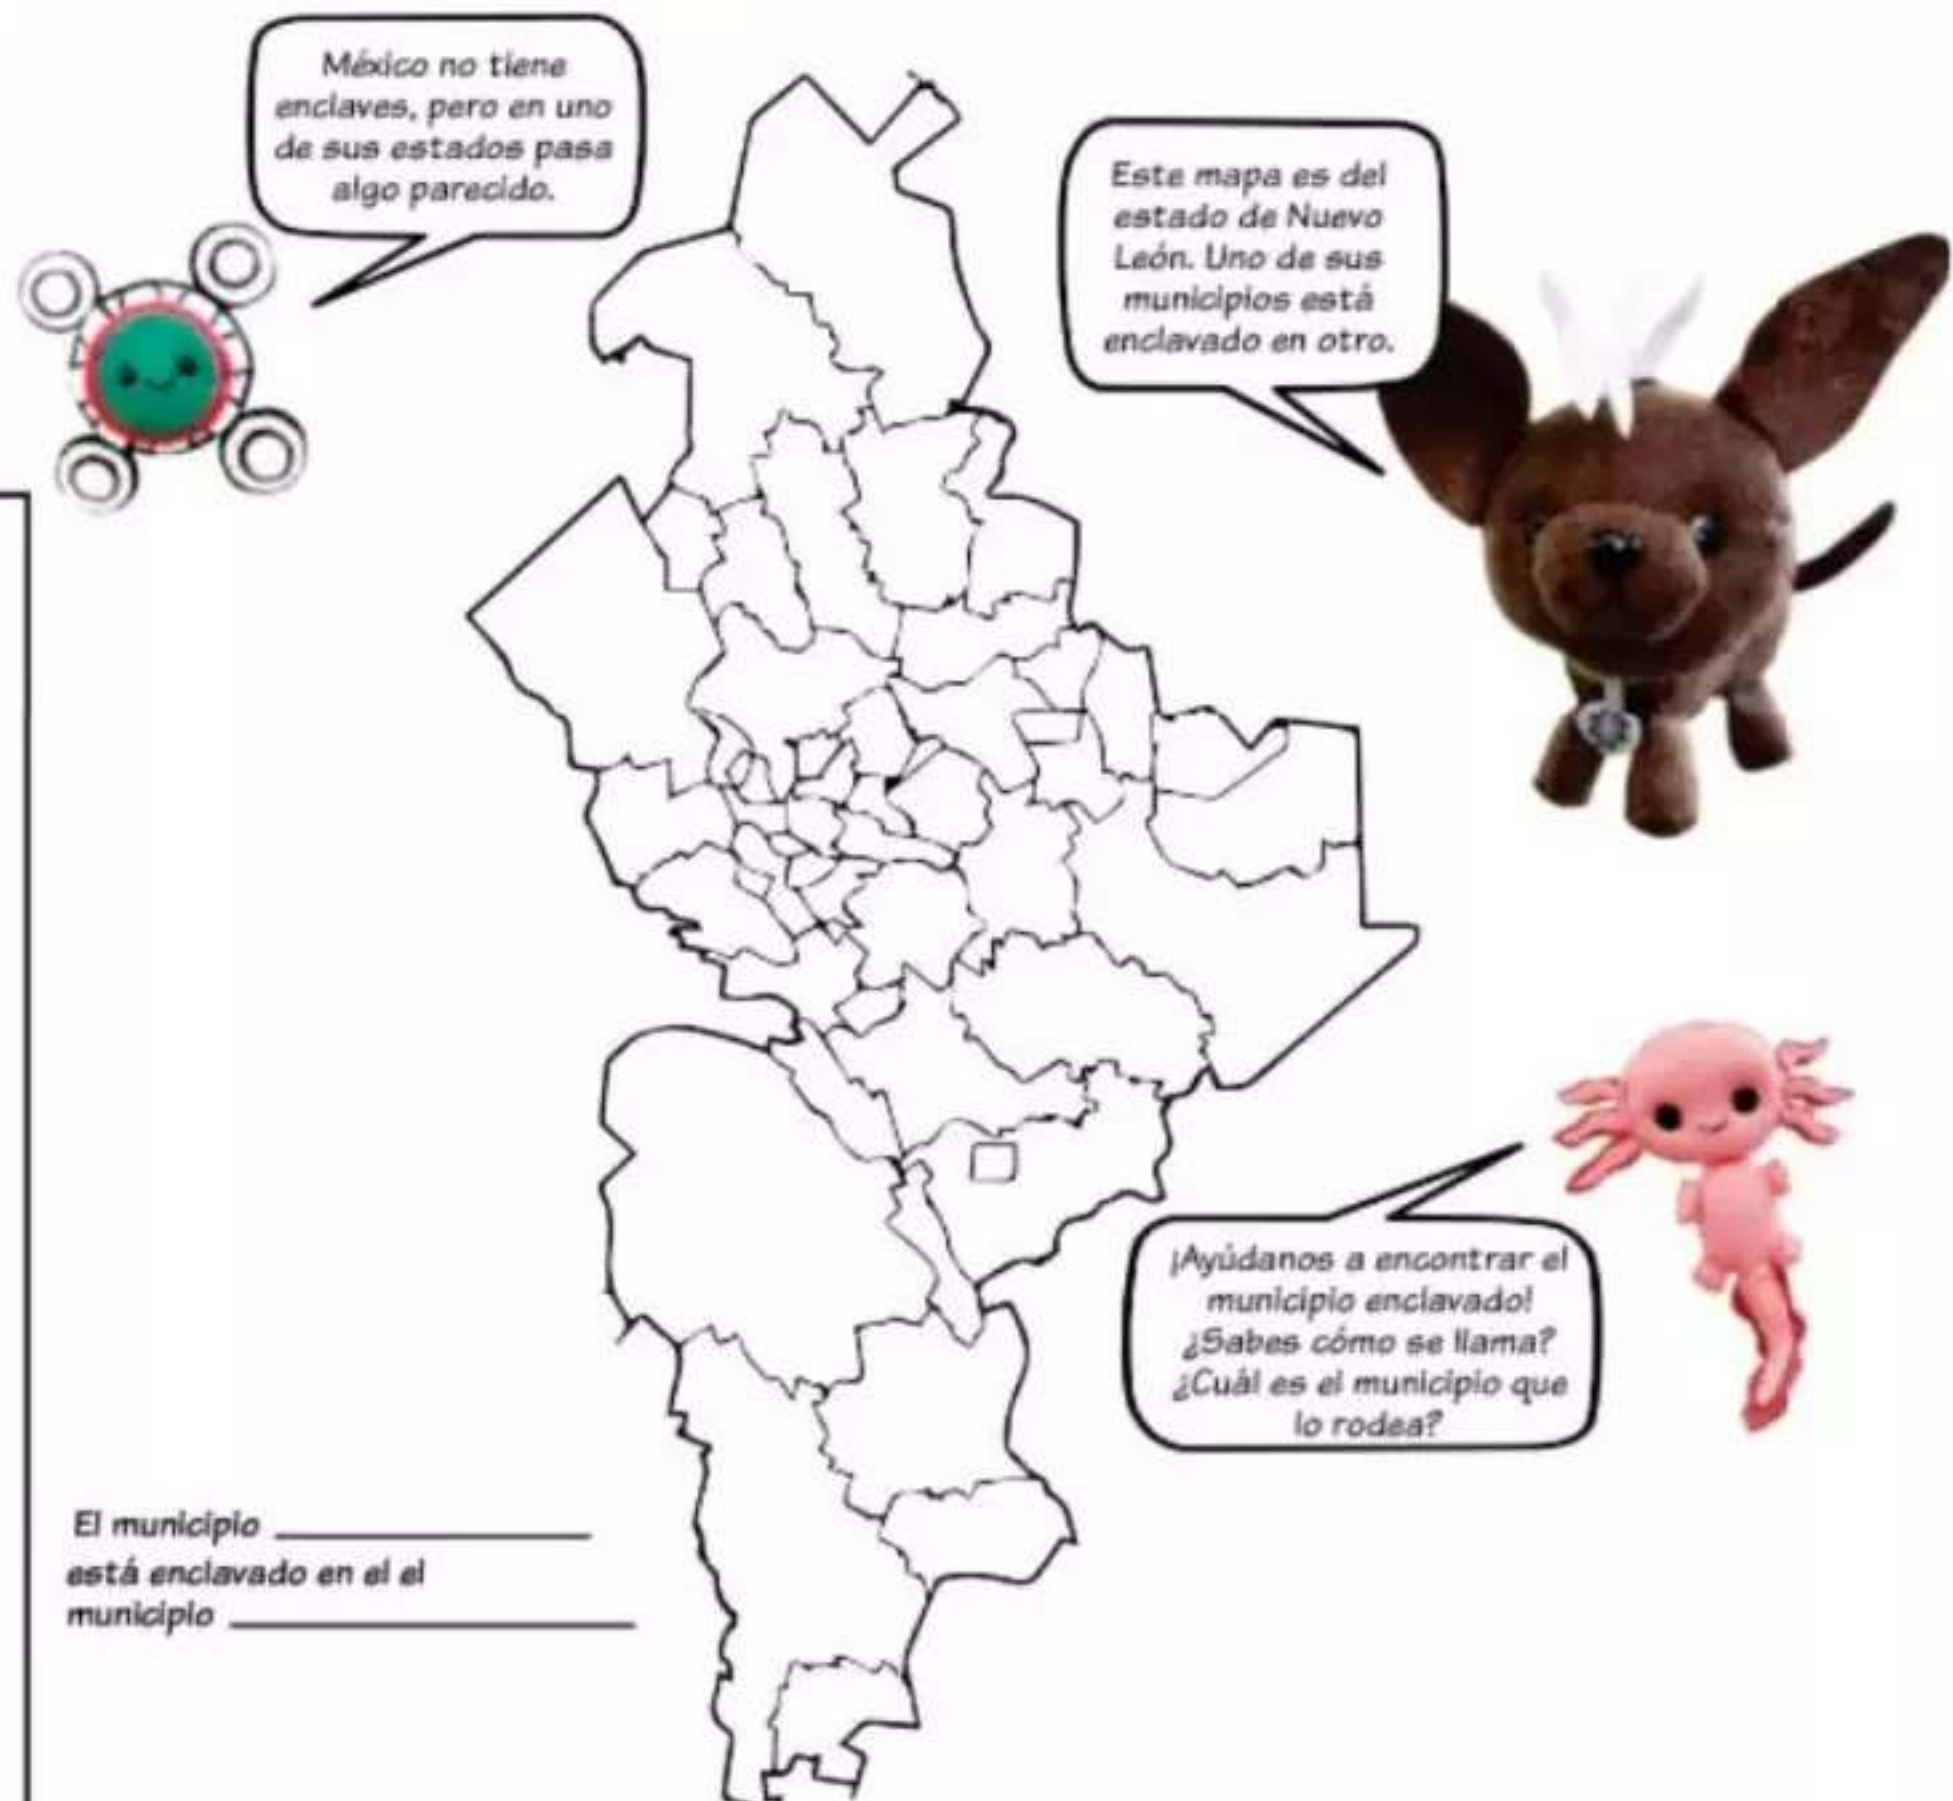 México no tiene
enclaves, pero en uno
de sus estados pasa
algo parecido.
Este mapa es del
estado de Nuevo
León. Uno de sus
municipios está
enclavado en otro.
¡Ayúdanos a encontrar el
municipio enclavado!
¿Sabes cómo se llama?
¿Cuál es el municipio que
lo rodea?
El municipio
está enclavado en el el
municipio